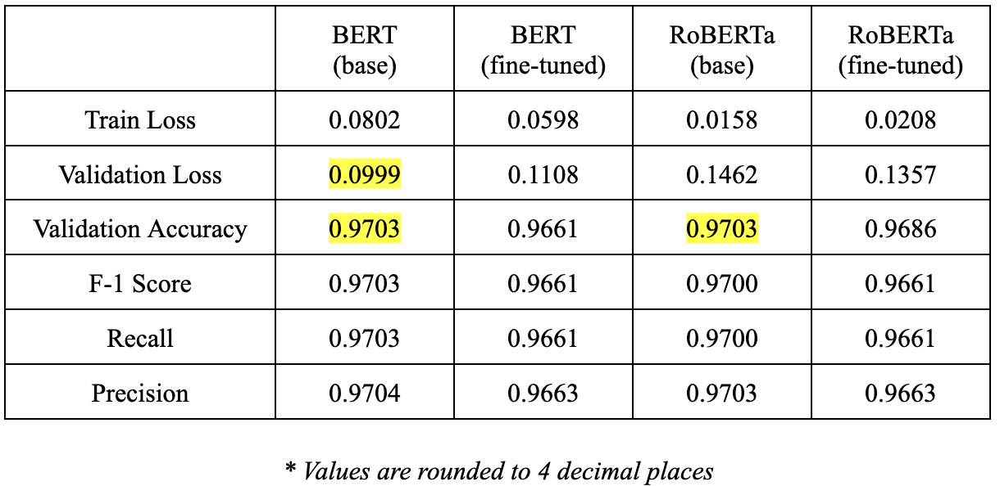 BERT (base) BERT (fine-tuned) RoBERTa (base) RoBERTa (fine-tuned)
Train Loss 0.0802 0.0598 0.0158 0.0208
Validation Loss 0.0999 0.1108 0.1462 0.1357
Validation Accuracy 0.9703 0.9661 0.9703 0.9686
F-1 Score 0.9703 0.9661 0.9700 0.9661
Recall 0.9703 0.9661 0.9700 0.9661
Precision 0.9704 0.9663 0.9703 0.9663
* Values are rounded to 4 decimal places